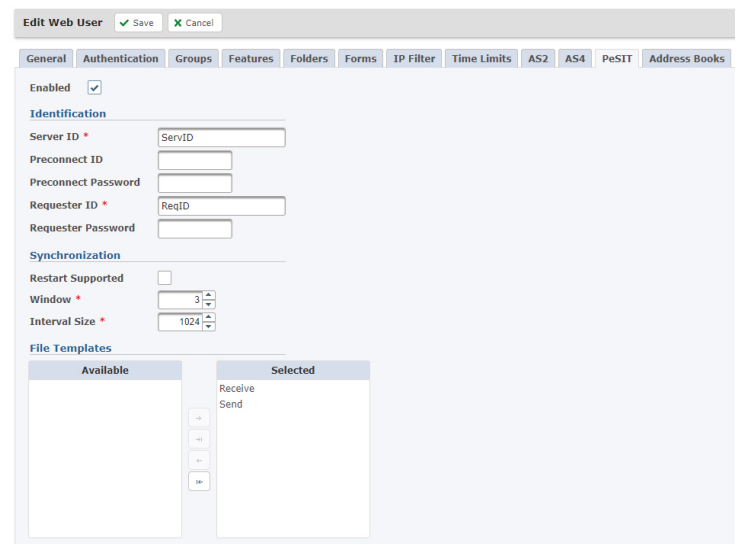 Edit Web User Save Cancel
General Authentication Groups Features Folders Forms IP Filter Time Limits AS2 AS4 PeSIT Address Books
Enabled
Identification
Server ID * ServID
Preconnect ID
Preconnect Password
Requester ID * ReqID
Requester Password
Synchronization
Restart Supported
Window * 3
Interval Size * 1024
File Templates
Available Selected
Receive
Send